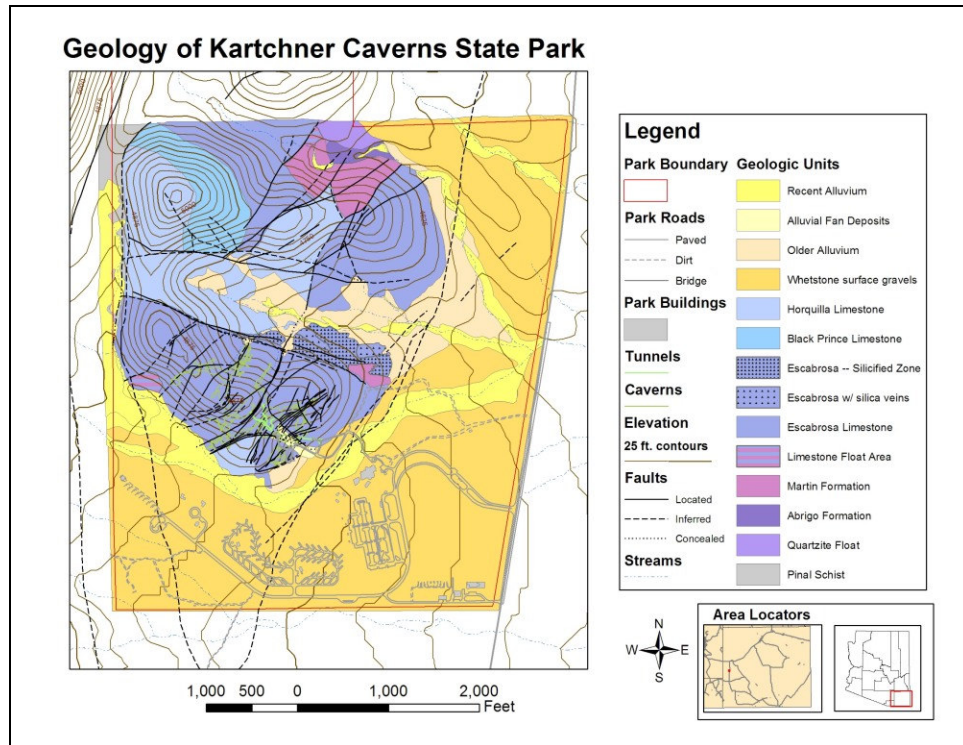 Geology of Kartchner Caverns State Park
Legend
Park Boundary
Park Roads
Paved
Dirt
Bridge
Park Buildings
Tunnels
Caverns
Elevation
25 ft. contours
Faults
Located
Inferred
Concealed
Streams
Geologic Units
Recent Alluvium
Alluvial Fan Deposits
Older Alluvium
Whetstone surface gravels
Horquilla Limestone
Black Prince Limestone
Escabrosa -- Silicified Zone
Escabrosa w/ silica veins
Escabrosa Limestone
Limestone Float Area
Martin Formation
Abrigo Formation
Quartzite Float
Pinal Schist
1,000 500 0 1,000 2,000
Feet
N
W E
S
Area Locators